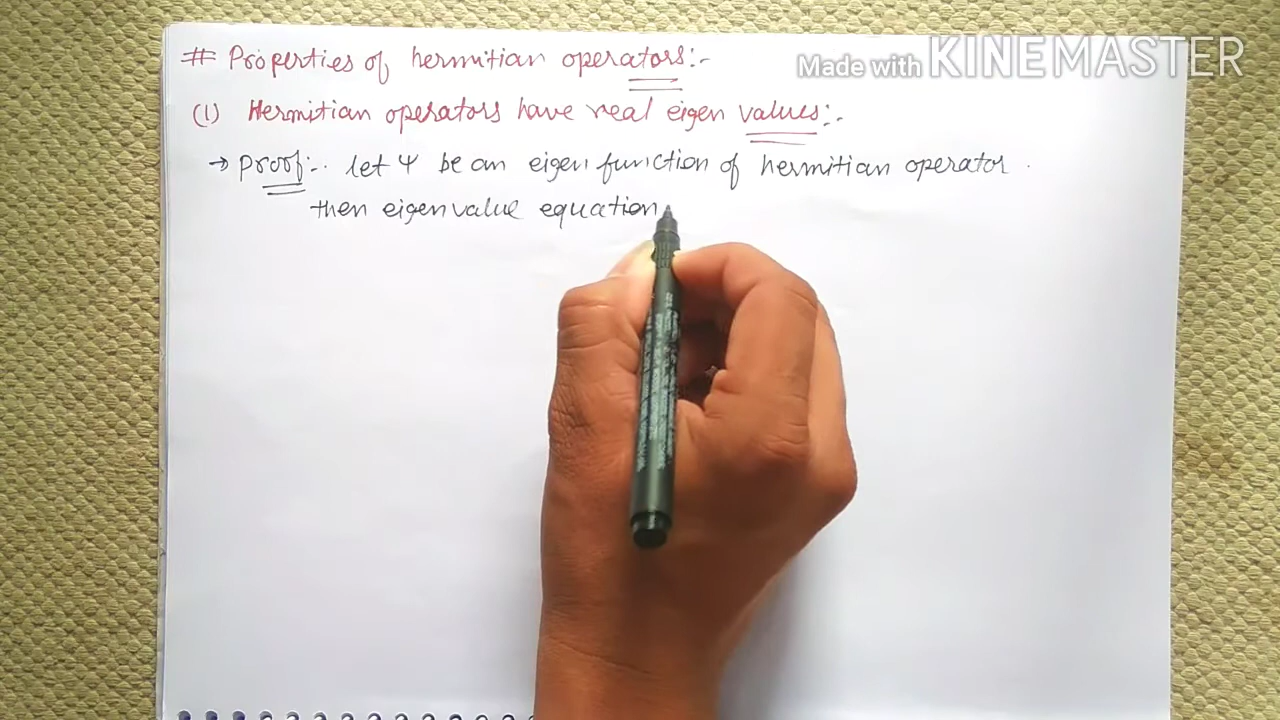 # Properties of hermitian operators:-
Made with KINEMASTER
(1) Hermitian operators have real eigen values:-
→ Proof:- let Ψ be an eigen function of hermitian operator
then eigenvalue equation